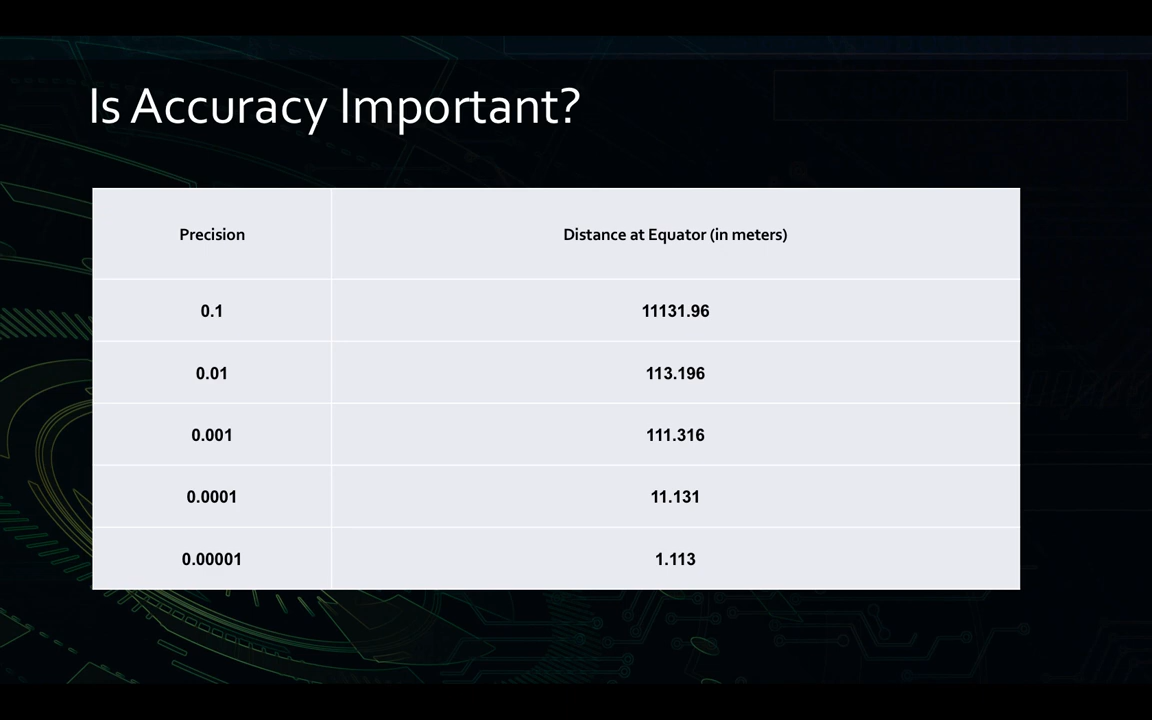 Is Accuracy Important?
Precision Distance at Equator (in meters)
0.1 11131.96
0.01 113.196
0.001 111.316
0.0001 11.131
0.00001 1.113